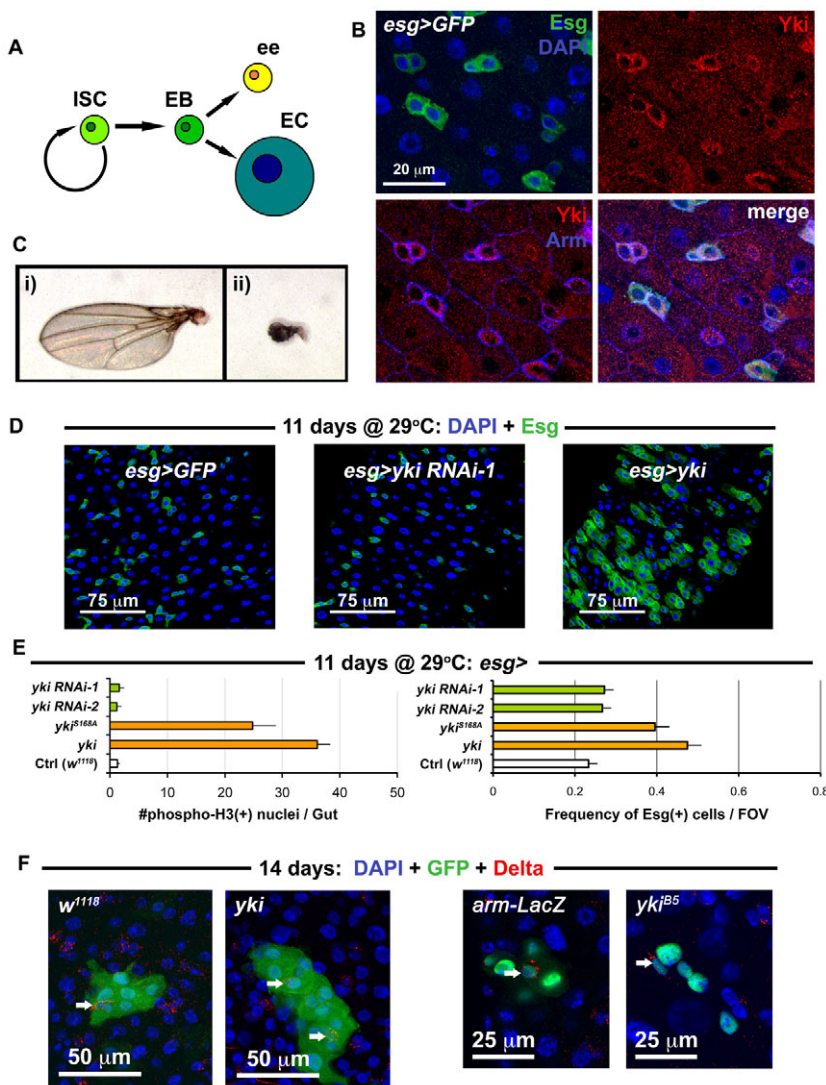 A
ISC
EB
ee
EC
B
esg>GFP
Esg
DAPI
20 μm
Yki
Yki
Arm
merge
C
i)
ii)
D
11 days @ 29°C: DAPI + Esg
esg>GFP
75 μm
esg>yki RNAi-1
75 μm
esg>yki
75 μm
E
11 days @ 29°C: esg>
yki RNAi-1
yki RNAi-2
yki^S168A
yki
Ctrl (w^1118)
0 10 20 30 40 50
#phospho-H3(+) nuclei / Gut
yki RNAi-1
yki RNAi-2
yki^S168A
yki
Ctrl (w^1118)
0 0.2 0.4 0.6 0.8
Frequency of Esg(+) cells / FOV
F
14 days: DAPI + GFP + Delta
w^1118
50 μm
yki
50 μm
arm-LacZ
25 μm
yki^B5
25 μm